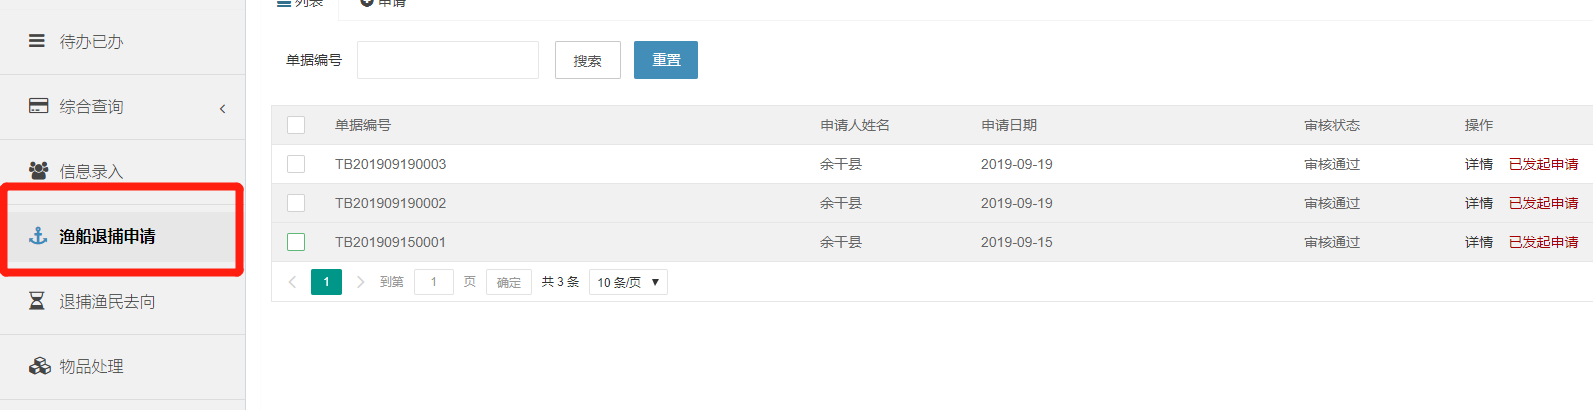 列表 申请
待办已办
综合查询
信息录入
渔船退捕申请
退捕渔民去向
物品处理
单据编号 搜索 重置
单据编号 申请人姓名 申请日期 审核状态 操作
TB201909190003 余干县 2019-09-19 审核通过 详情 已发起申请
TB201909190002 余干县 2019-09-19 审核通过 详情 已发起申请
TB201909150001 余干县 2019-09-15 审核通过 详情 已发起申请
1 到第 1 页 确定 共 3 条 10 条/页